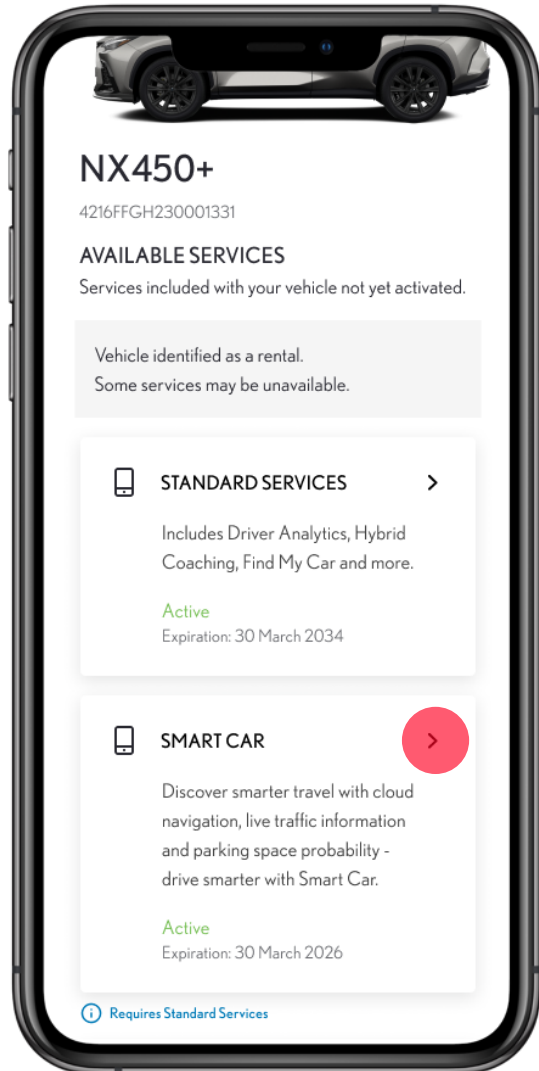 NX450+
4216FFGH230001331
AVAILABLE SERVICES
Services included with your vehicle not yet activated.
Vehicle identified as a rental.
Some services may be unavailable.
STANDARD SERVICES
Includes Driver Analytics, Hybrid
Coaching, Find My Car and more.
Active
Expiration: 30 March 2034
SMART CAR
Discover smarter travel with cloud
navigation, live traffic information
and parking space probability -
drive smarter with Smart Car.
Active
Expiration: 30 March 2026
Requires Standard Services